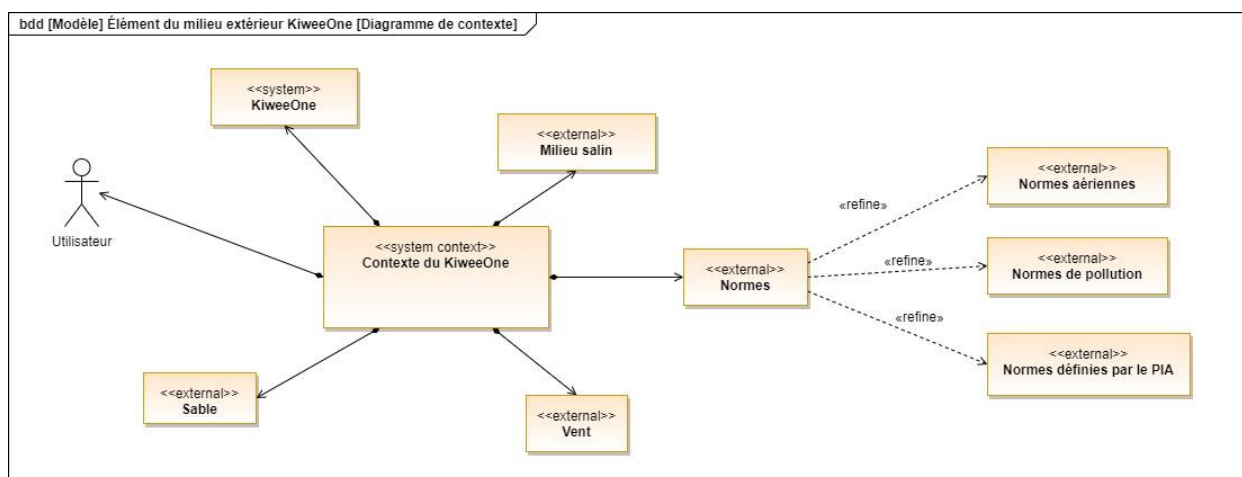 bdd [Modèle] Élément du milieu extérieur KiweeOne [Diagramme de contexte]
<<system>>
KiweeOne
<<external>>
Milieu salin
<<external>>
Normes aériennes
«refine»
Utilisateur
<<system context>>
Contexte du KiweeOne
<<external>>
Normes
«refine»
<<external>>
Normes de pollution
«refine»
<<external>>
Normes définies par le PIA
<<external>>
Sable
<<external>>
Vent